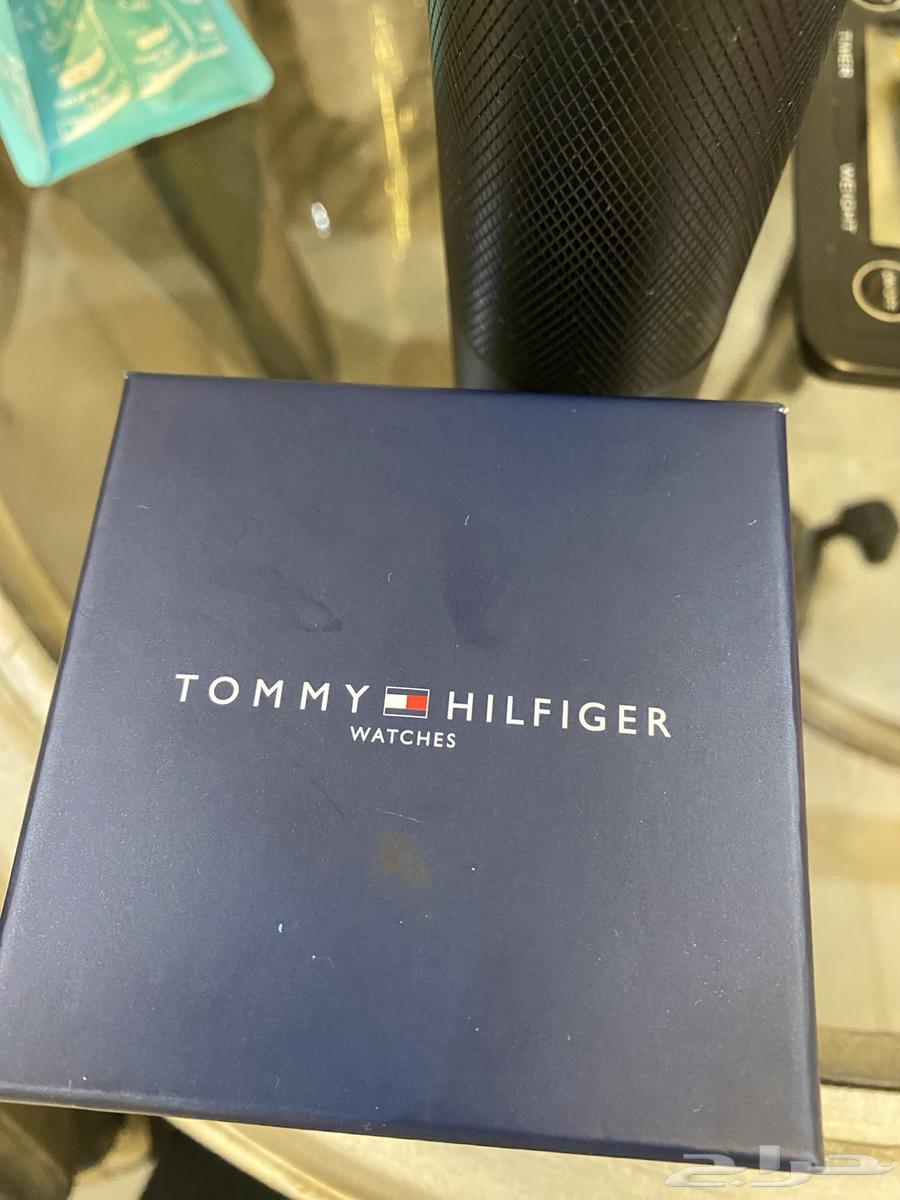 TIMER
WEIGHT
TOMMY HILFIGER
WATCHES
حراج